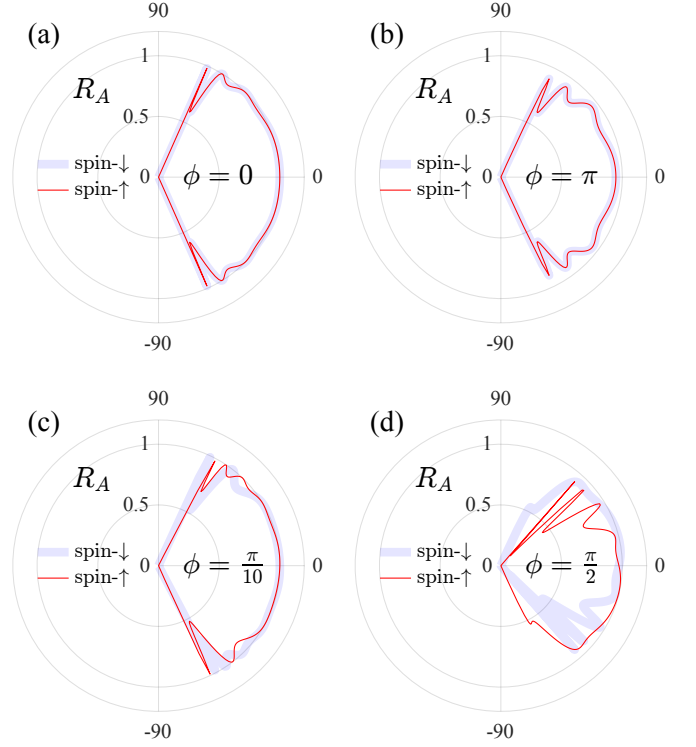 90
(a)
1
R_A
0.5
spin-↓
spin-↑
0
ϕ = 0
0
-90
90
(b)
1
R_A
0.5
spin-↓
spin-↑
0
ϕ = π
0
-90
90
(c)
1
R_A
0.5
spin-↓
spin-↑
0
ϕ = π/10
0
-90
90
(d)
1
R_A
0.5
spin-↓
spin-↑
0
ϕ = π/2
0
-90